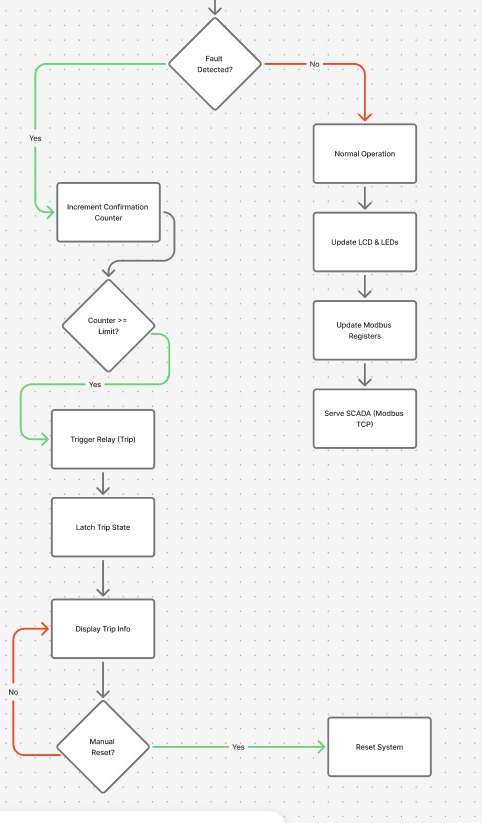 Fault
Detected?
No
Yes
Normal Operation
Increment Confirmation
Counter
Update LCD & LEDs
Counter >=
Limit?
Update Modbus
Registers
Yes
Serve SCADA (Modbus
TCP)
Trigger Relay (Trip)
Latch Trip State
Display Trip Info
No
Manual
Reset?
Yes
Reset System